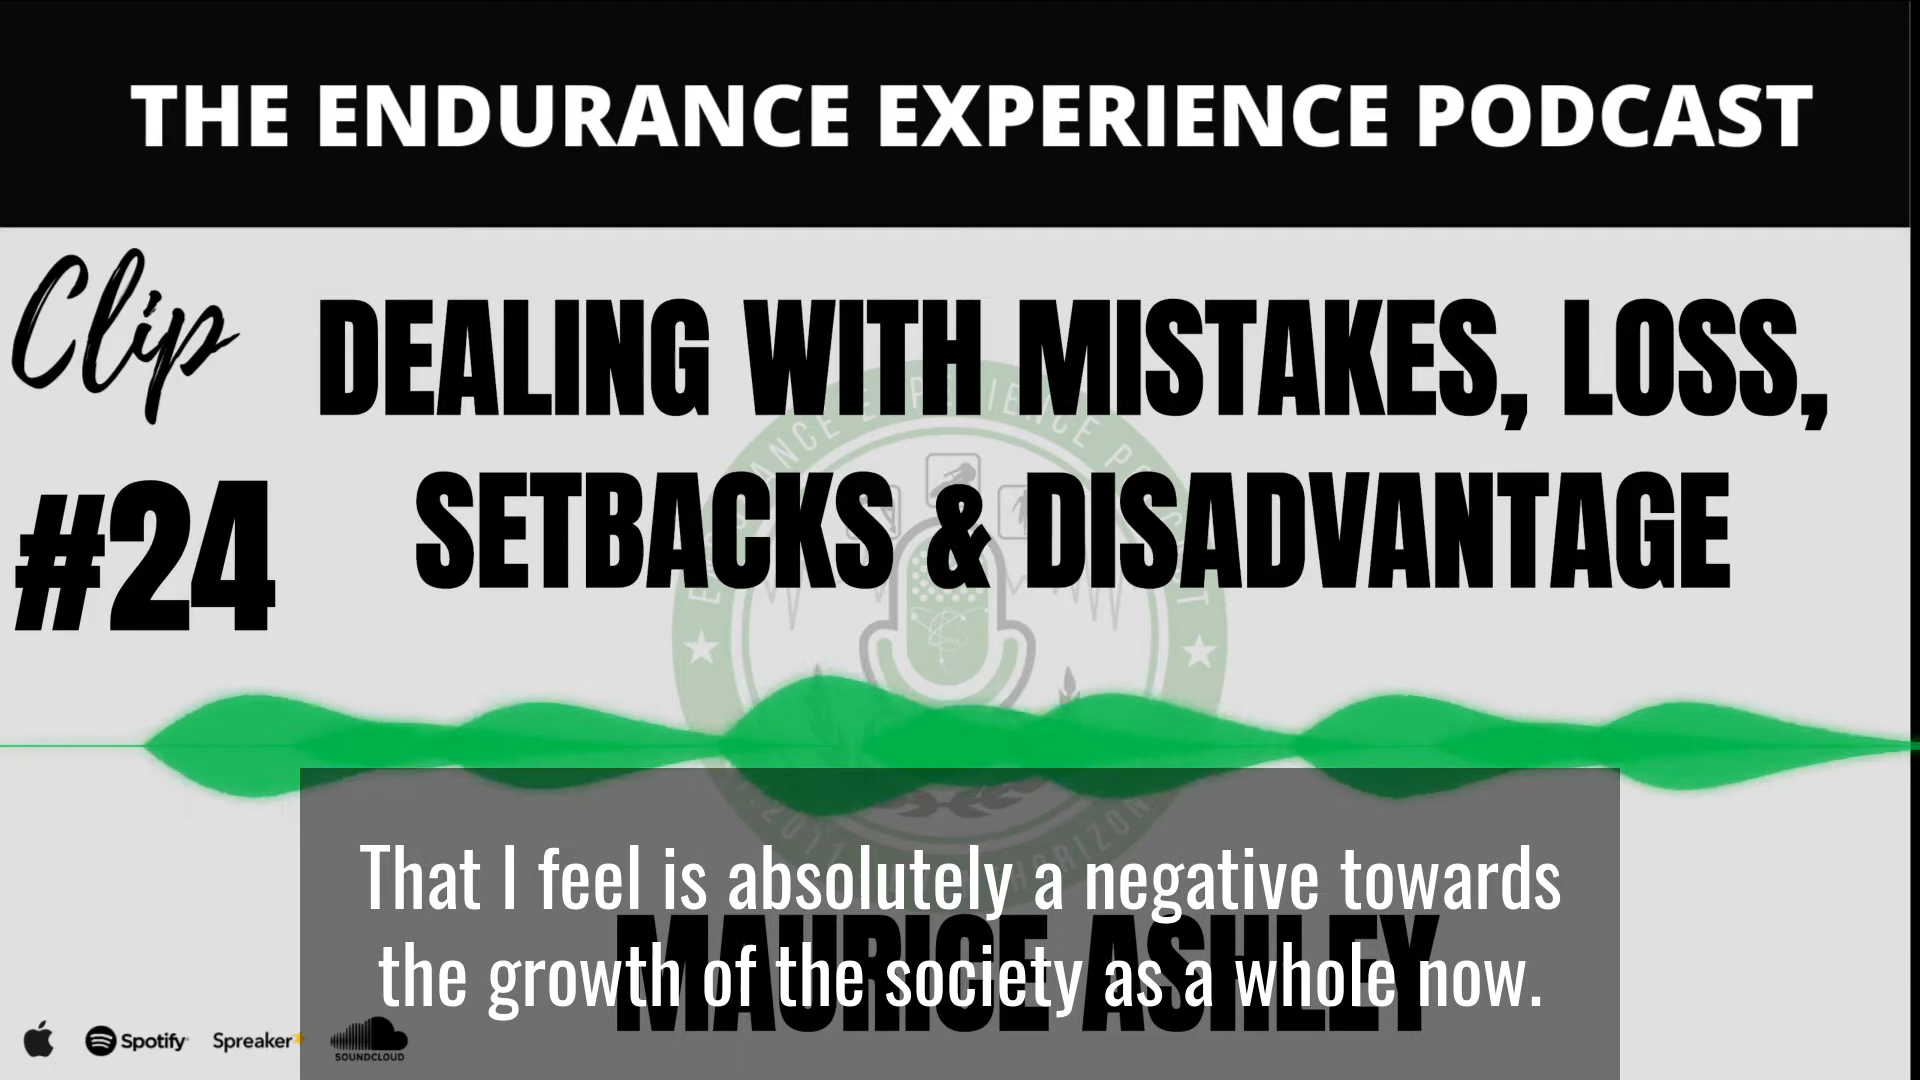 THE ENDURANCE EXPERIENCE PODCAST
Clip
#24
DEALING WITH MISTAKES, LOSS,
SETBACKS & DISADVANTAGE
That I feel is absolutely a negative towards
the growth of the society as a whole now.
MAURICE ASHLEY
Spotify
Spreaker
SOUNDCLOUD